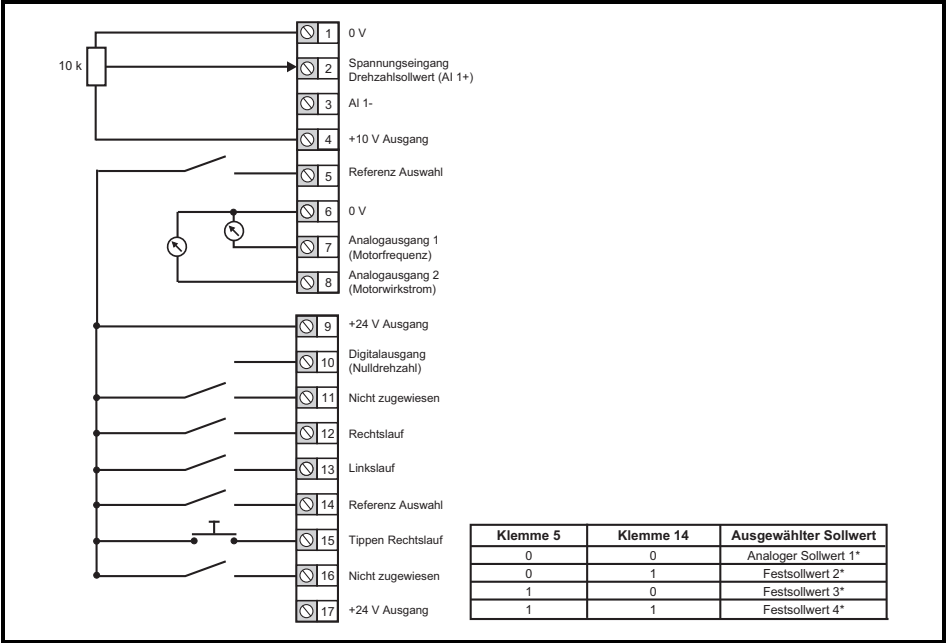 1 0 V
10 k
2 Spannungseingang
Drehzahlsollwert (AI 1+)
3 AI 1-
4 +10 V Ausgang
5 Referenz Auswahl
6 0 V
7 Analogausgang 1
(Motorfrequenz)
8 Analogausgang 2
(Motorwirkstrom)
9 +24 V Ausgang
10 Digitalausgang
(Nulldrehzahl)
11 Nicht zugewiesen
12 Rechtslauf
13 Linkslauf
14 Referenz Auswahl
15 Tippen Rechtslauf
16 Nicht zugewiesen
17 +24 V Ausgang
Klemme 5 Klemme 14 Ausgewählter Sollwert
0 0 Analoger Sollwert 1*
0 1 Festsollwert 2*
1 0 Festsollwert 3*
1 1 Festsollwert 4*